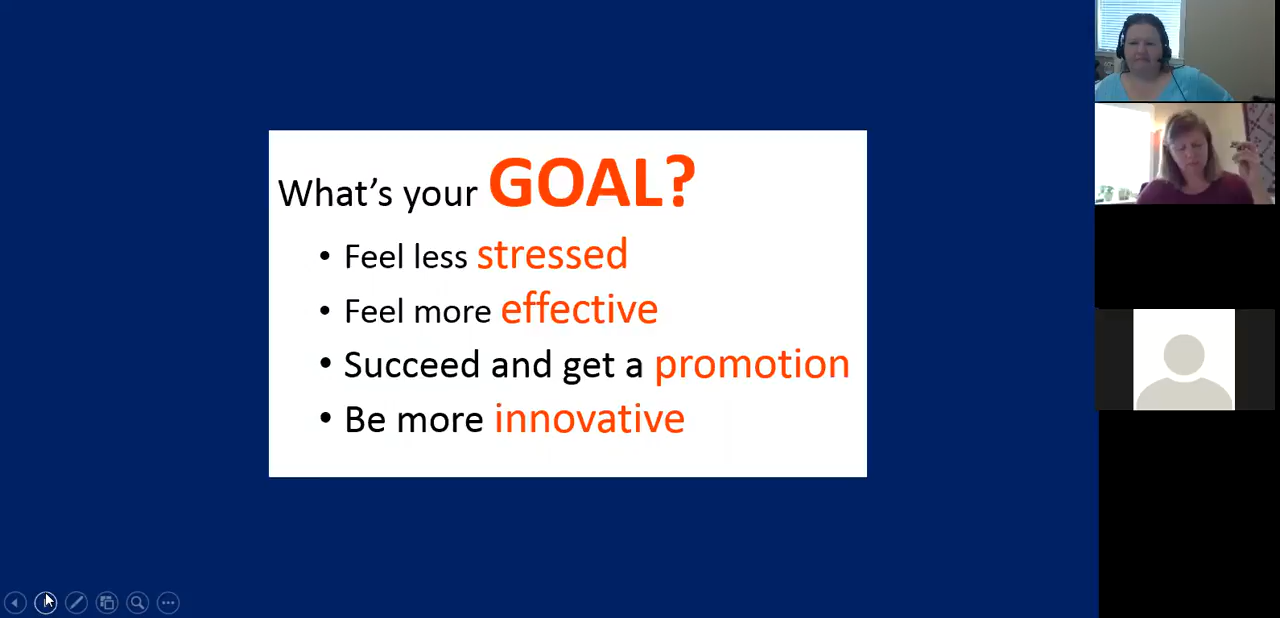 What's your GOAL?
• Feel less stressed
• Feel more effective
• Succeed and get a promotion
• Be more innovative